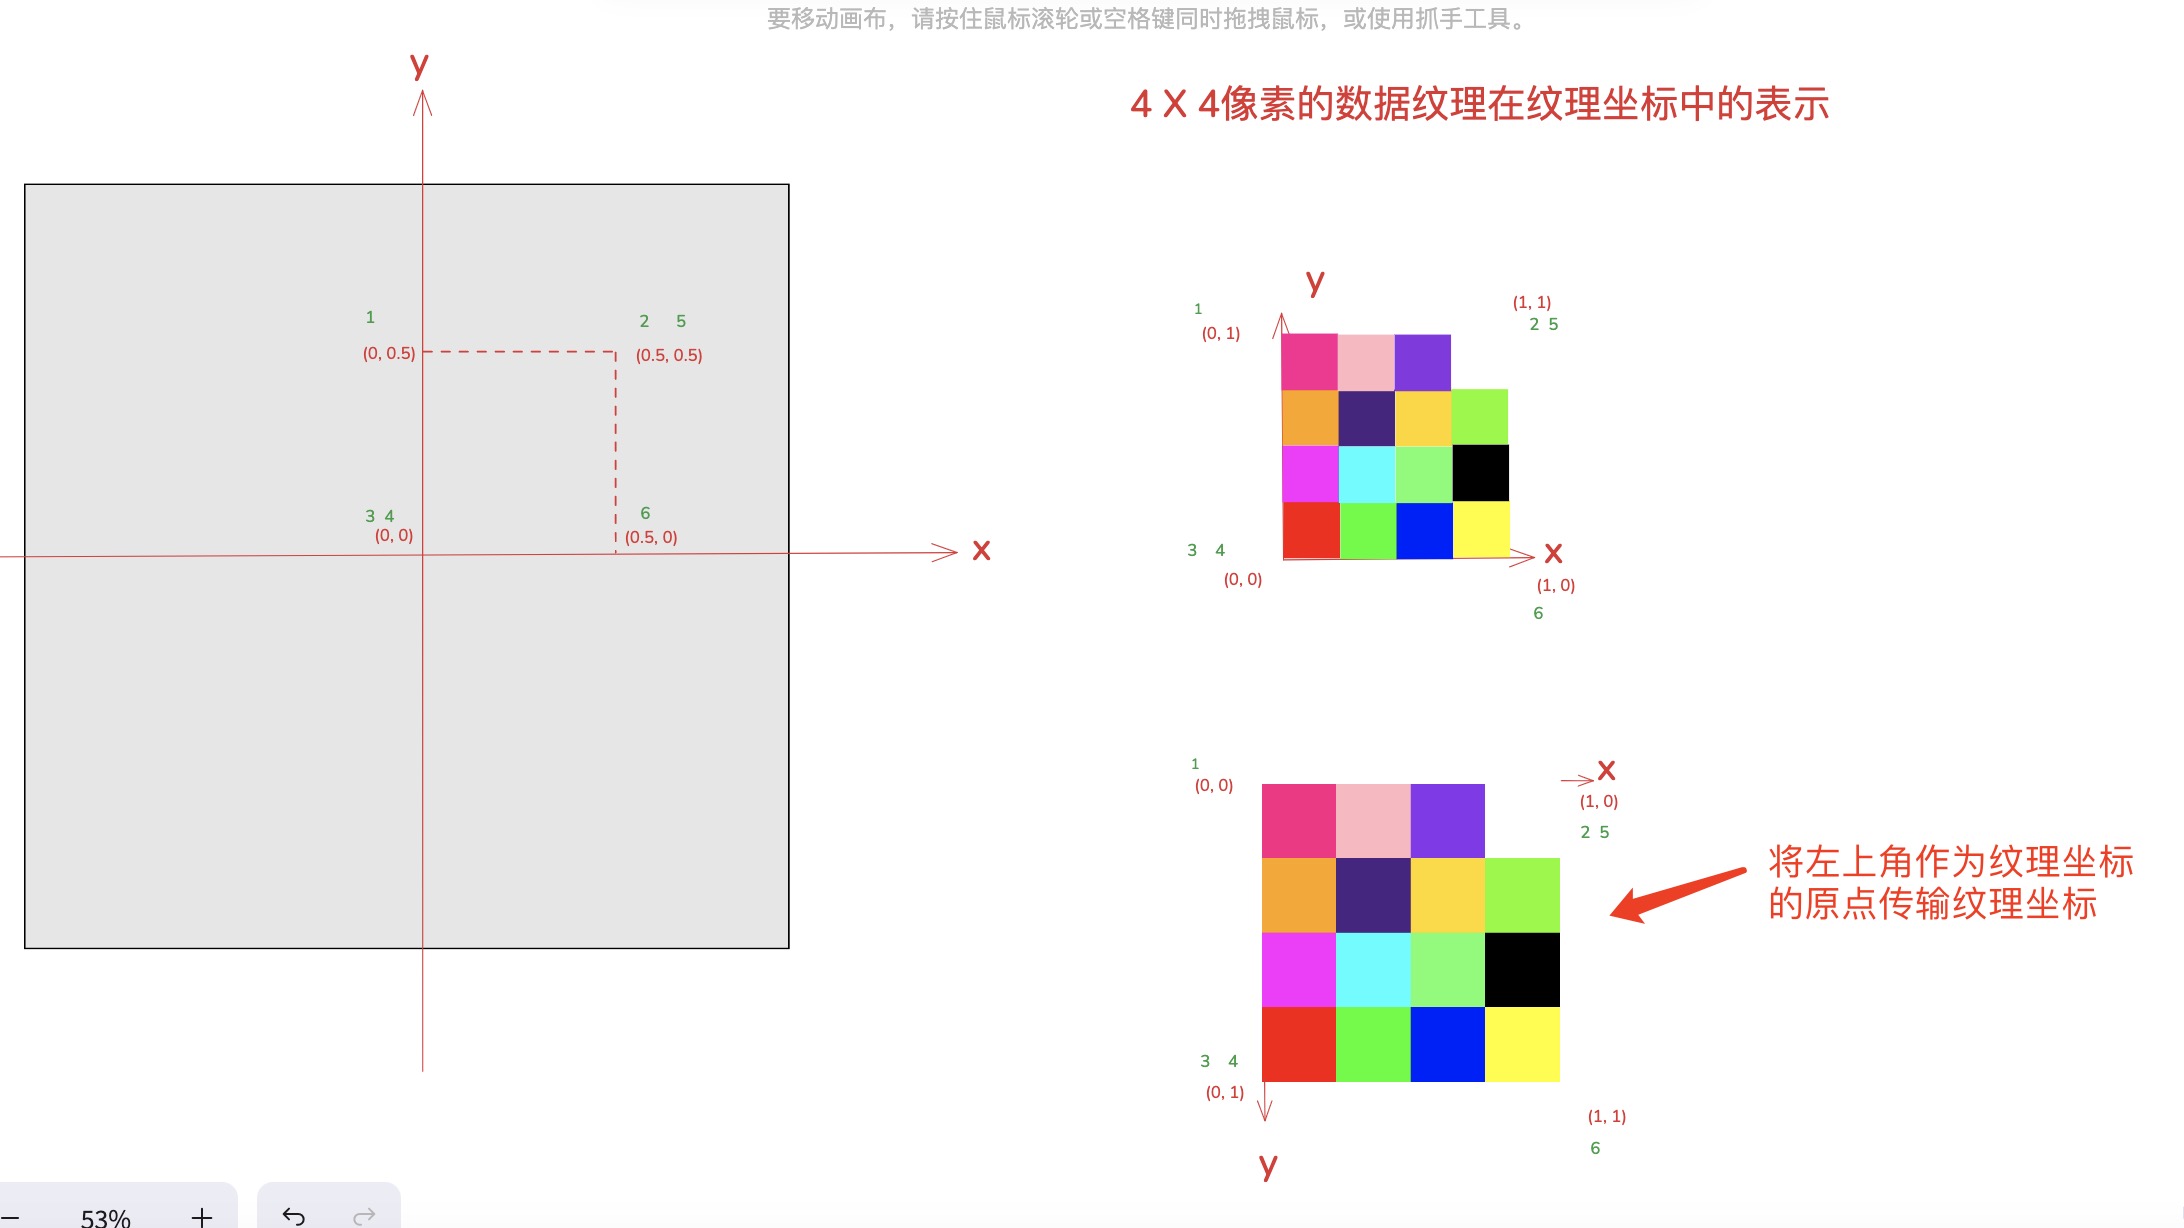 要移动画布，请按住鼠标滚轮或空格键同时拖拽鼠标，或使用抓手工具。
4 X 4像素的数据纹理在纹理坐标中的表示
y
1
2 5
(0, 0.5)
(0.5, 0.5)
3 4
(0, 0)
6
(0.5, 0)
x
y
1
(0, 1)
(1, 1)
2 5
3 4
(0, 0)
x
(1, 0)
6
1
(0, 0)
x
(1, 0)
2 5
将左上角作为纹理坐标
的原点传输纹理坐标
3 4
(0, 1)
(1, 1)
6
y
53%